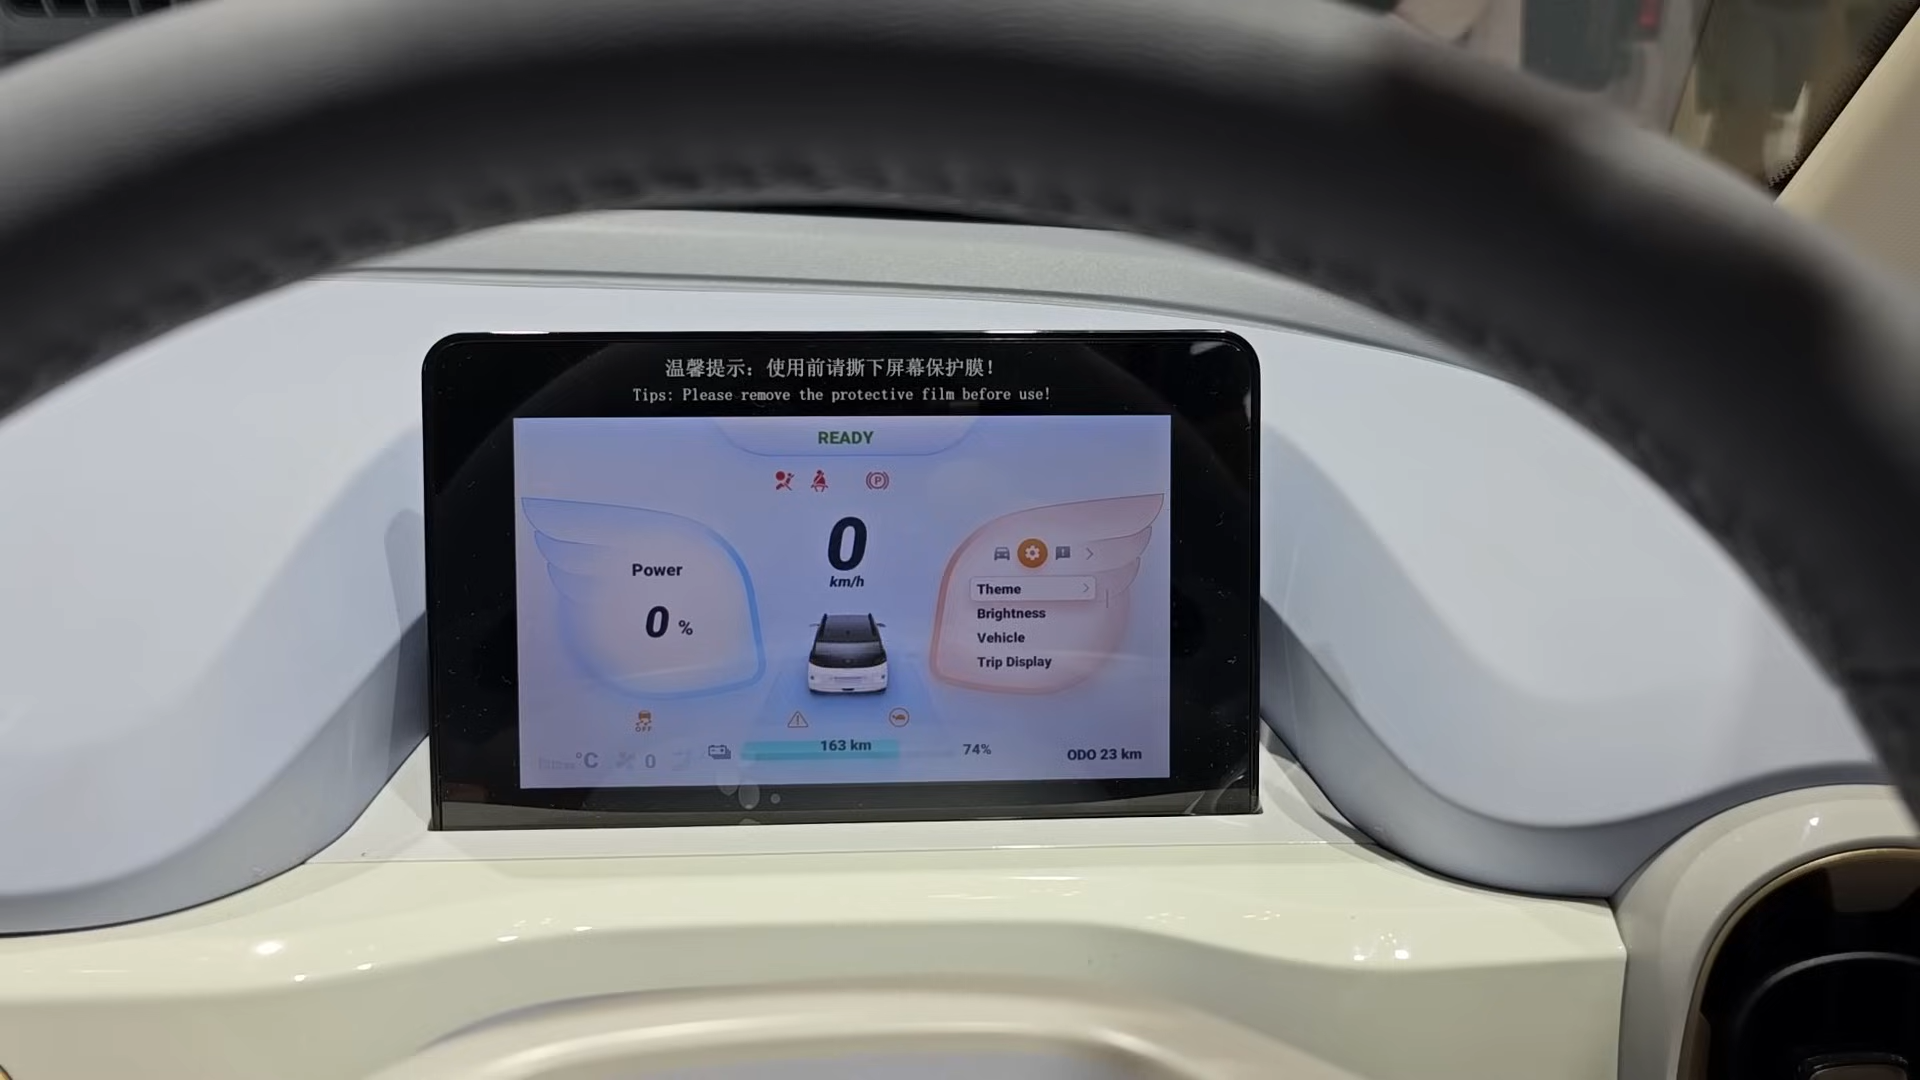 温馨提示：使用前请撕下屏幕保护膜！
Tips: Please remove the protective film before use!
READY
0
km/h
Power
0 %
Theme
Brightness
Vehicle
Trip Display
OFF
°C
0
163 km
74%
ODO 23 km